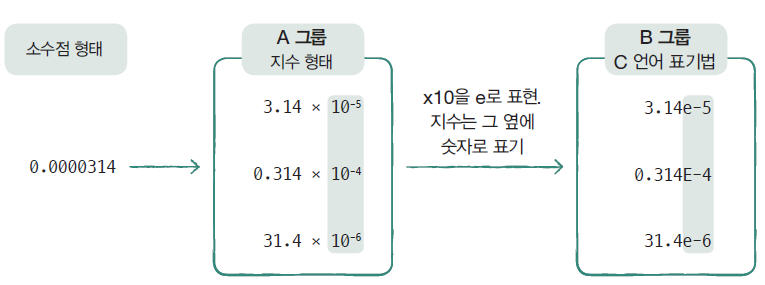 소수점 형태
0.0000314
A 그룹
지수 형태
3.14 × 10⁻⁵
0.314 × 10⁻⁴
31.4 × 10⁻⁶
x10을 e로 표현.
지수는 그 옆에
숫자로 표기
B 그룹
C 언어 표기법
3.14e-5
0.314E-4
31.4e-6